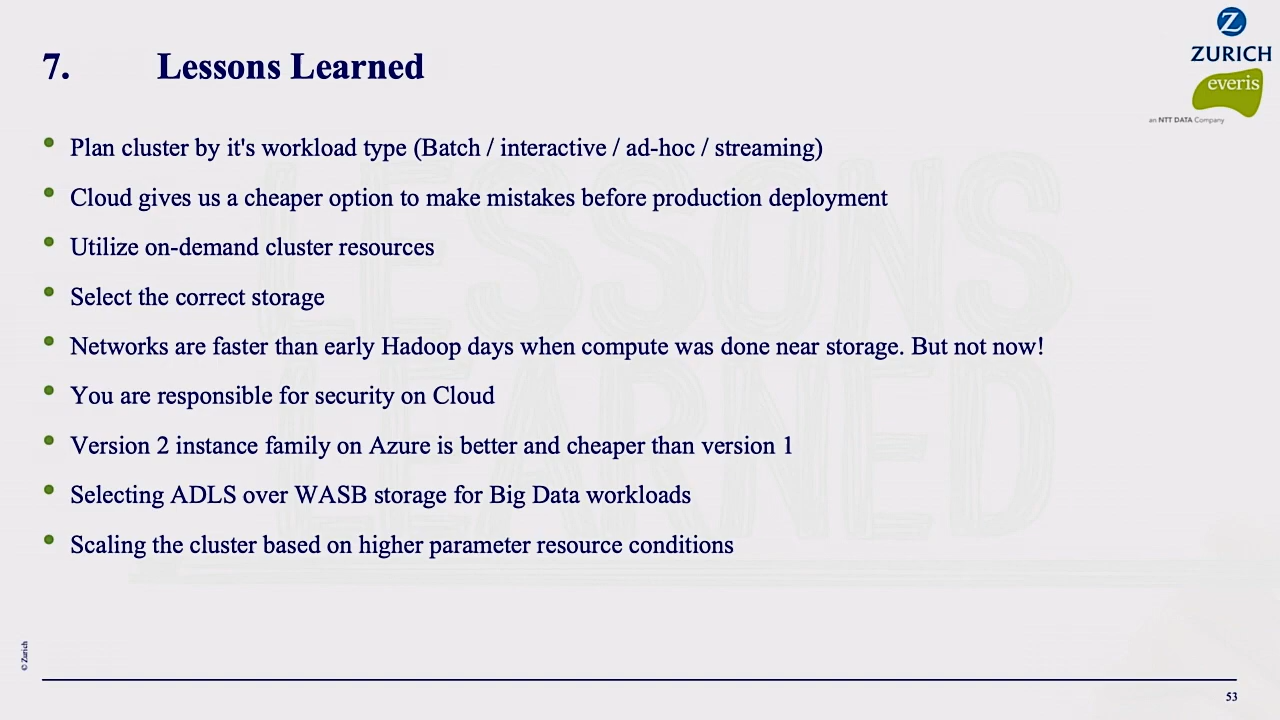 7. Lessons Learned
Z
ZURICH
everis
an NTT DATA Company
• Plan cluster by it's workload type (Batch / interactive / ad-hoc / streaming)
• Cloud gives us a cheaper option to make mistakes before production deployment
• Utilize on-demand cluster resources
• Select the correct storage
• Networks are faster than early Hadoop days when compute was done near storage. But not now!
• You are responsible for security on Cloud
• Version 2 instance family on Azure is better and cheaper than version 1
• Selecting ADLS over WASB storage for Big Data workloads
• Scaling the cluster based on higher parameter resource conditions
LESSONS
LEARNED
© Zurich
53